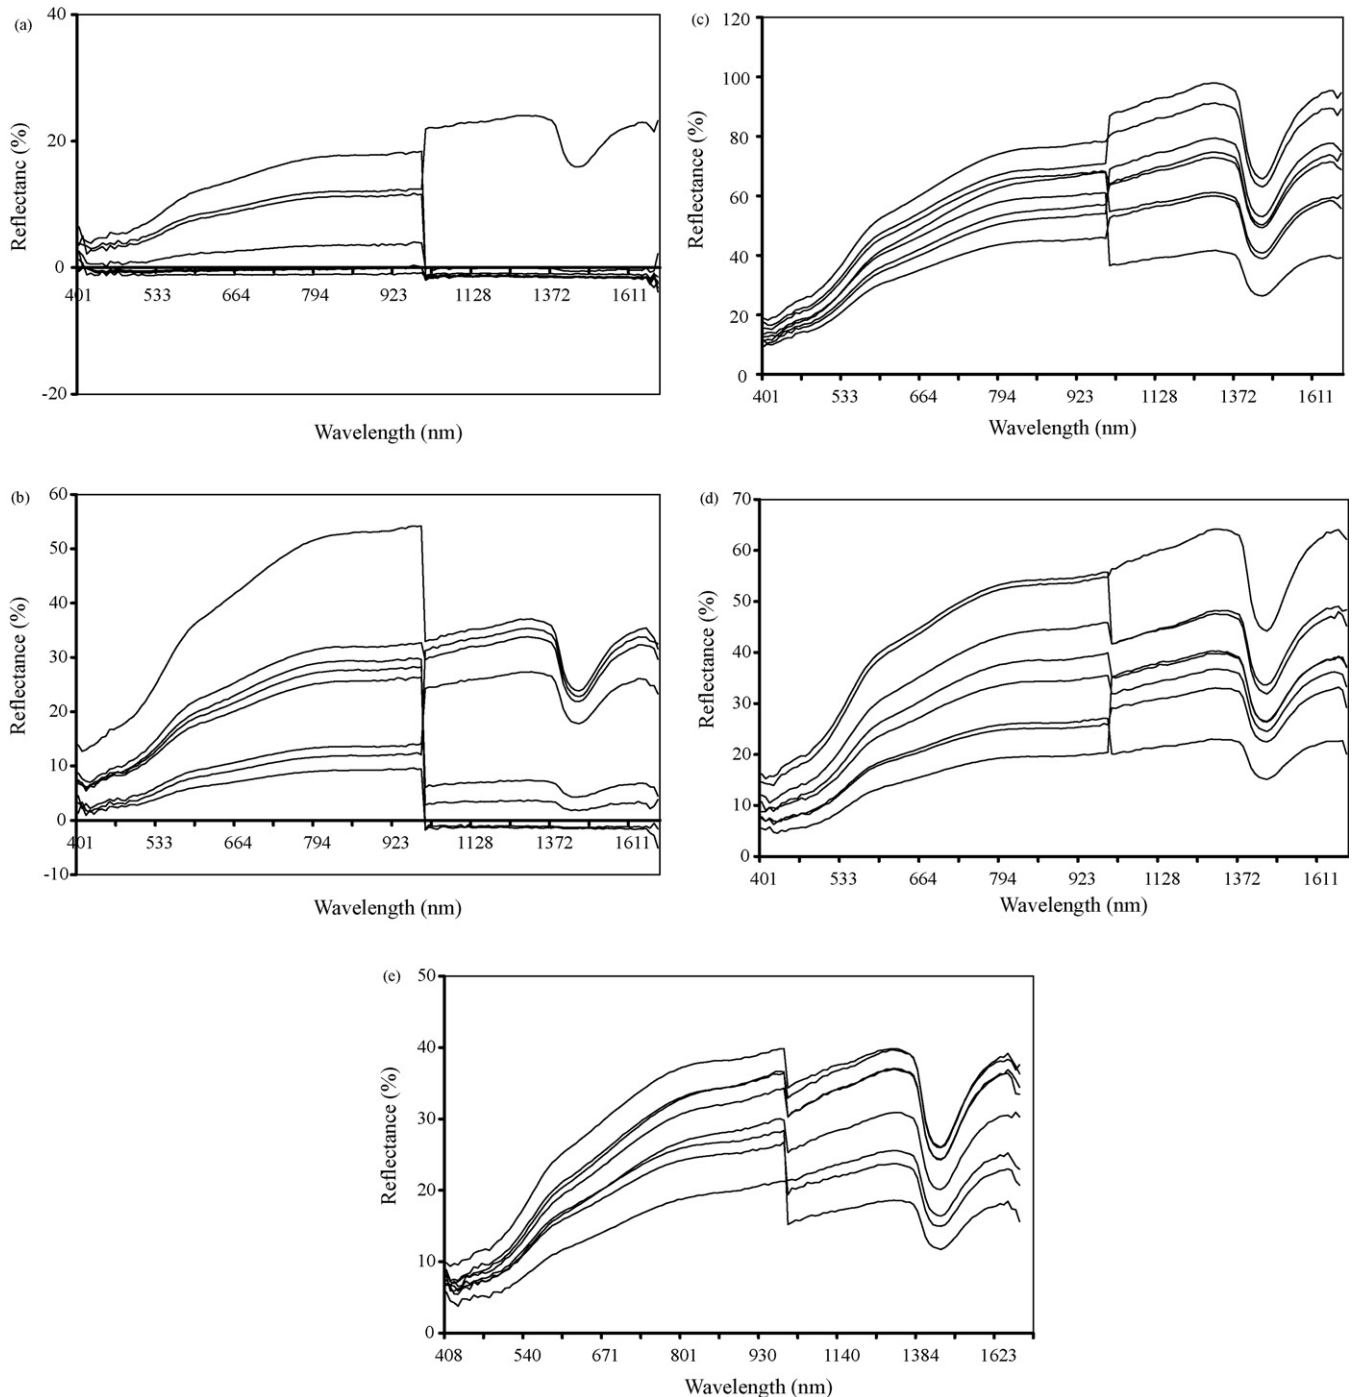 (a)
40
20
0
-20
Reflectanc (%)
401 533 664 794 923 1128 1372 1611
Wavelength (nm)
(c)
120
100
80
60
40
20
0
Reflectance (%)
401 533 664 794 923 1128 1372 1611
Wavelength (nm)
(b)
60
50
40
30
20
10
0
-10
Reflectance (%)
401 533 664 794 923 1128 1372 1611
Wavelength (nm)
(d)
70
60
50
40
30
20
10
0
Reflectance (%)
401 533 664 794 923 1128 1372 1611
Wavelength (nm)
(e)
50
40
30
20
10
0
Reflectance (%)
408 540 671 801 930 1140 1384 1623
Wavelength (nm)